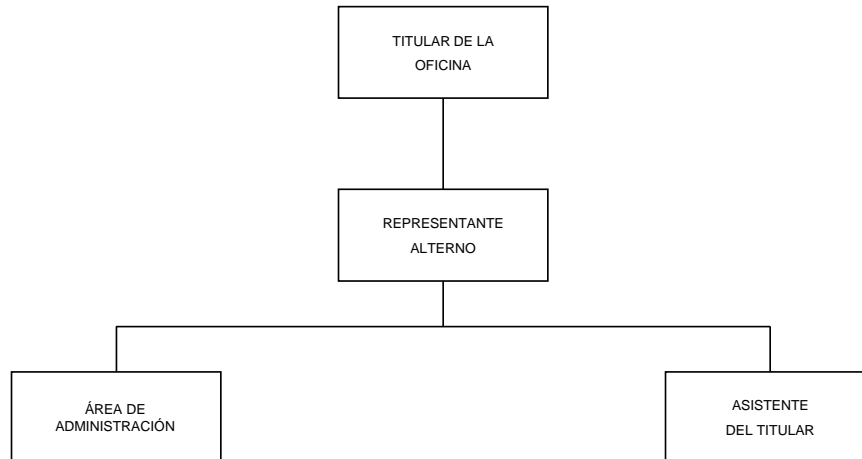 TITULAR DE LA
OFICINA
REPRESENTANTE
ALTERNO
ÁREA DE
ADMINISTRACIÓN
ASISTENTE
DEL TITULAR